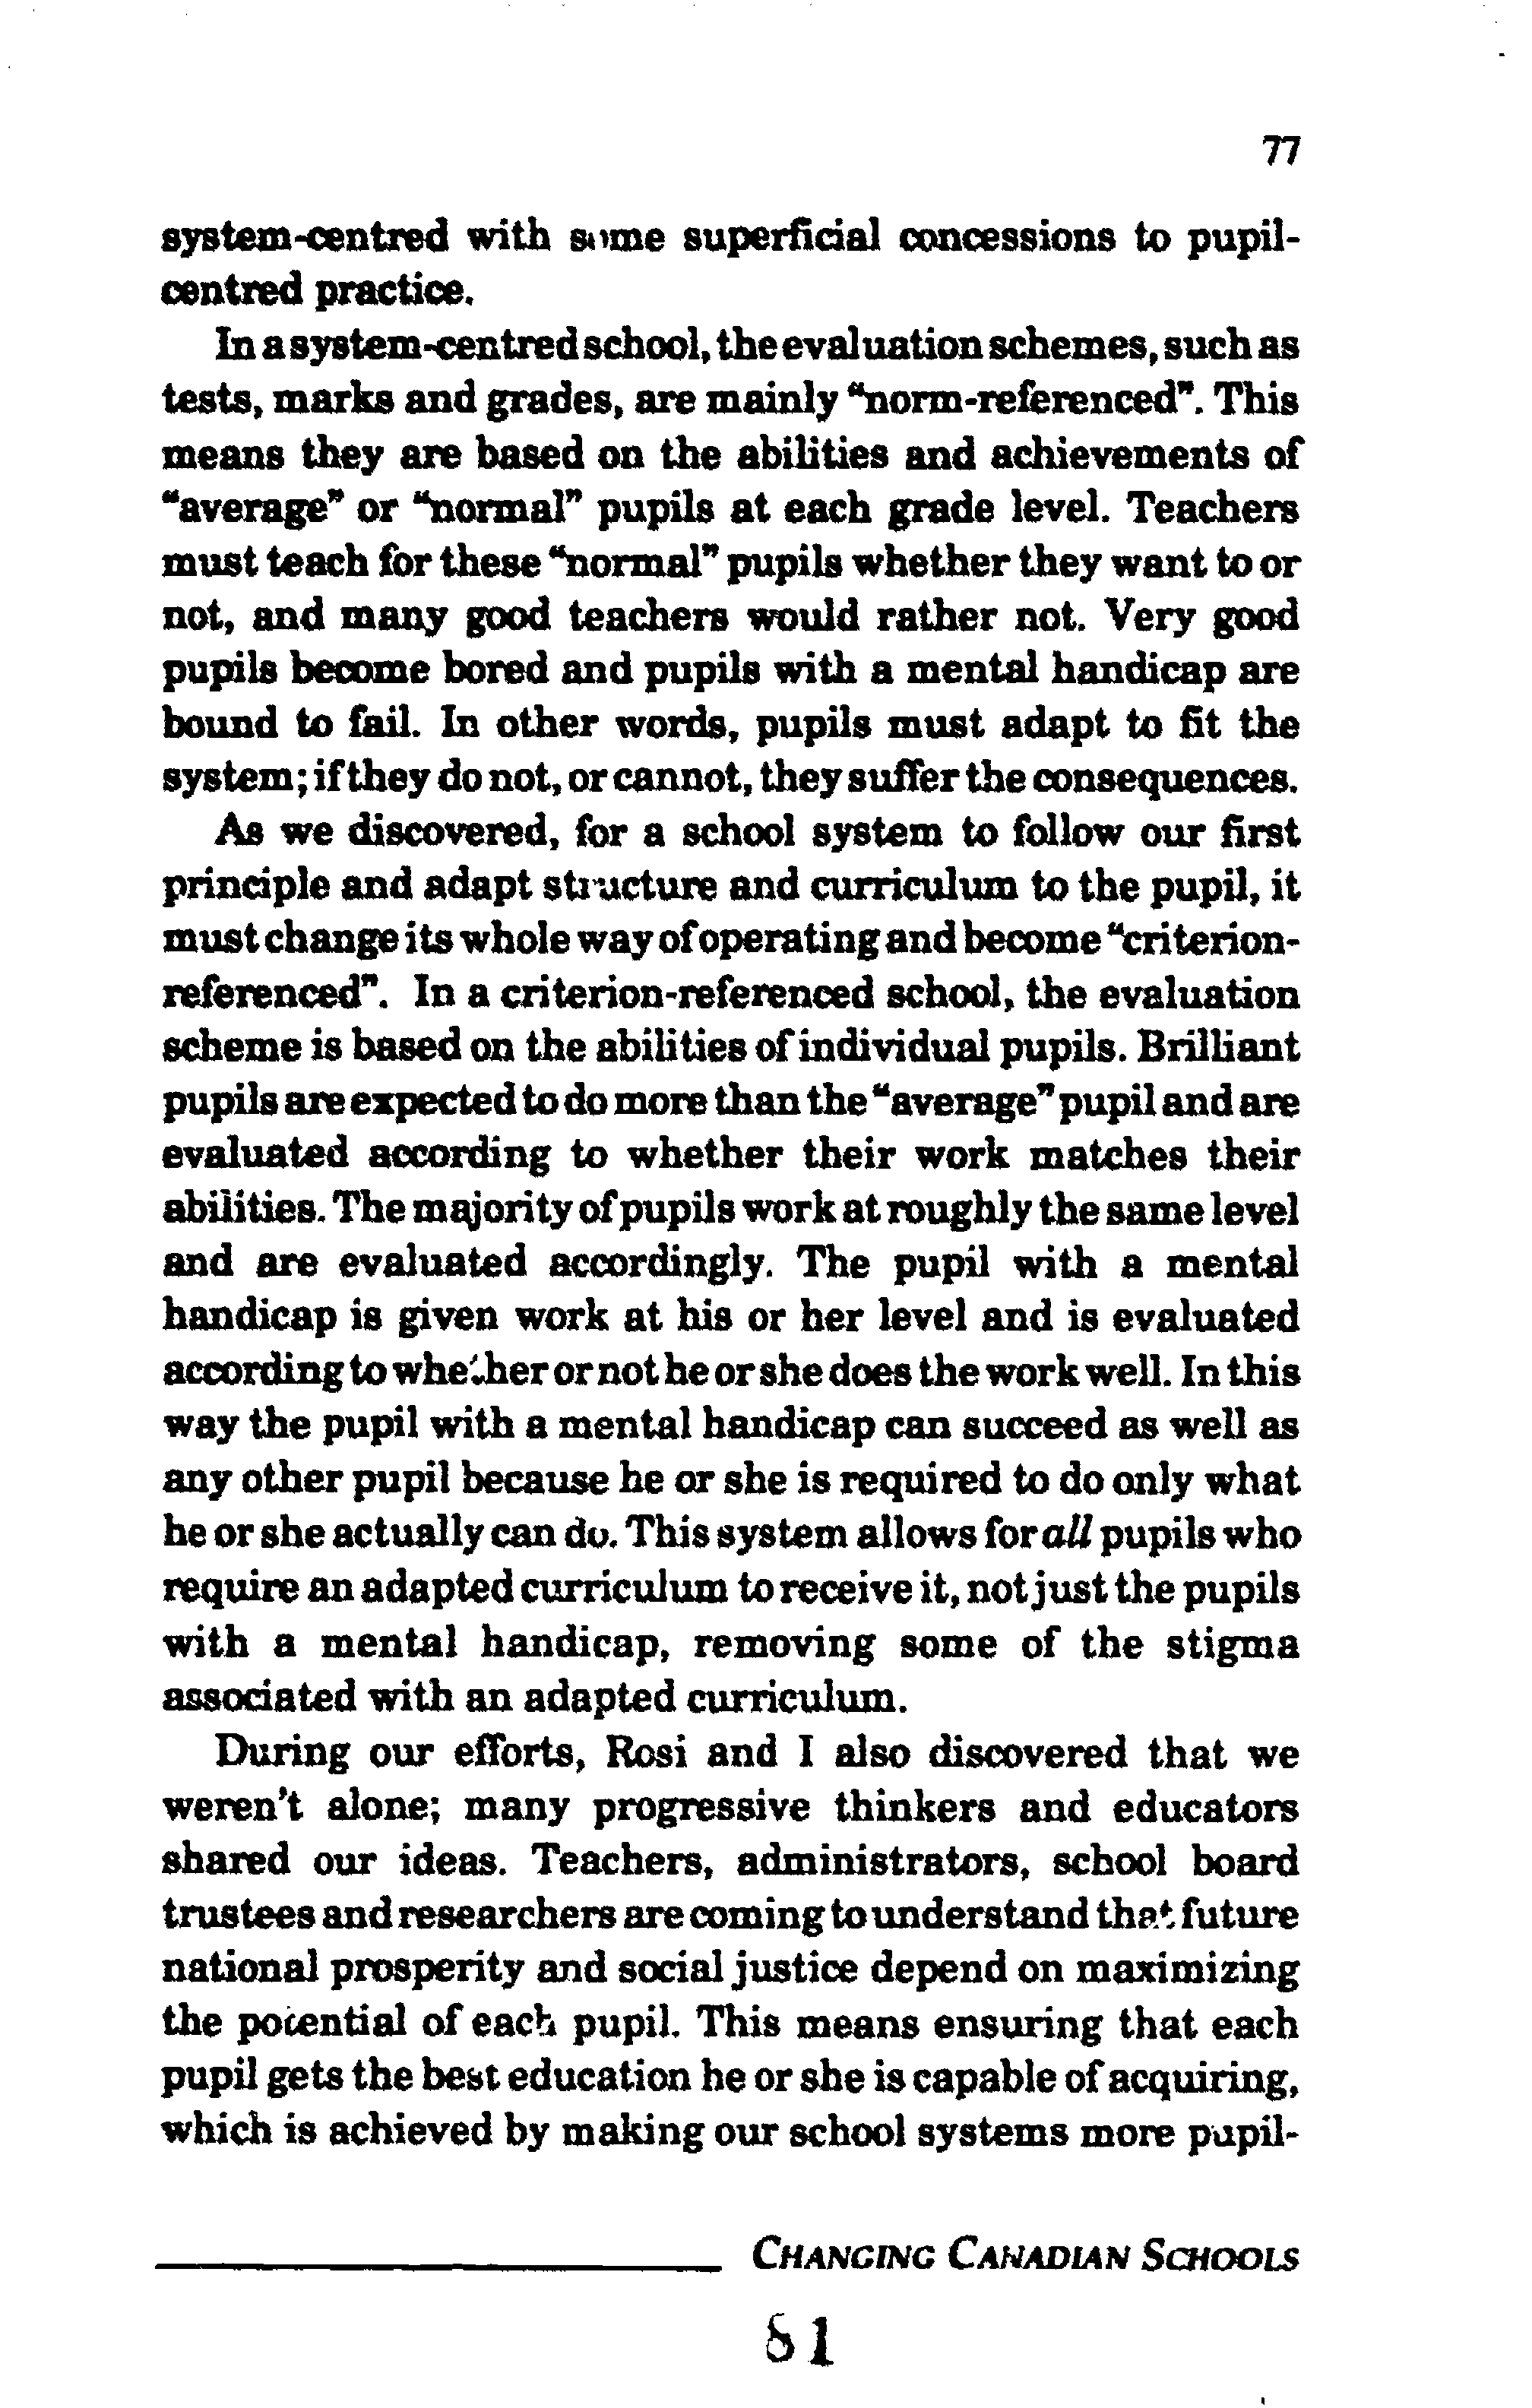 77
system-centred with some superficial concessions to pupil-
centred practice.
In a system-centred school, the evaluation schemes, such as
tests, marks and grades, are mainly "norm-referenced". This
means they are based on the abilities and achievements of
"average" or "normal" pupils at each grade level. Teachers
must teach for these "normal" pupils whether they want to or
not, and many good teachers would rather not. Very good
pupils become bored and pupils with a mental handicap are
bound to fail. In other words, pupils must adapt to fit the
system; if they do not, or cannot, they suffer the consequences.
As we discovered, for a school system to follow our first
principle and adapt structure and curriculum to the pupil, it
must change its whole way of operating and become "criterion-
referenced". In a criterion-referenced school, the evaluation
scheme is based on the abilities of individual pupils. Brilliant
pupils are expected to do more than the "average" pupil and are
evaluated according to whether their work matches their
abilities. The majority of pupils work at roughly the same level
and are evaluated accordingly. The pupil with a mental
handicap is given work at his or her level and is evaluated
according to whether or not he or she does the work well. In this
way the pupil with a mental handicap can succeed as well as
any other pupil because he or she is required to do only what
he or she actually can do. This system allows for all pupils who
require an adapted curriculum to receive it, not just the pupils
with a mental handicap, removing some of the stigma
associated with an adapted curriculum.
During our efforts, Rosi and I also discovered that we
weren't alone; many progressive thinkers and educators
shared our ideas. Teachers, administrators, school board
trustees and researchers are coming to understand that future
national prosperity and social justice depend on maximizing
the potential of each pupil. This means ensuring that each
pupil gets the best education he or she is capable of acquiring,
which is achieved by making our school systems more pupil-
CHANGING CANADIAN SCHOOLS
81